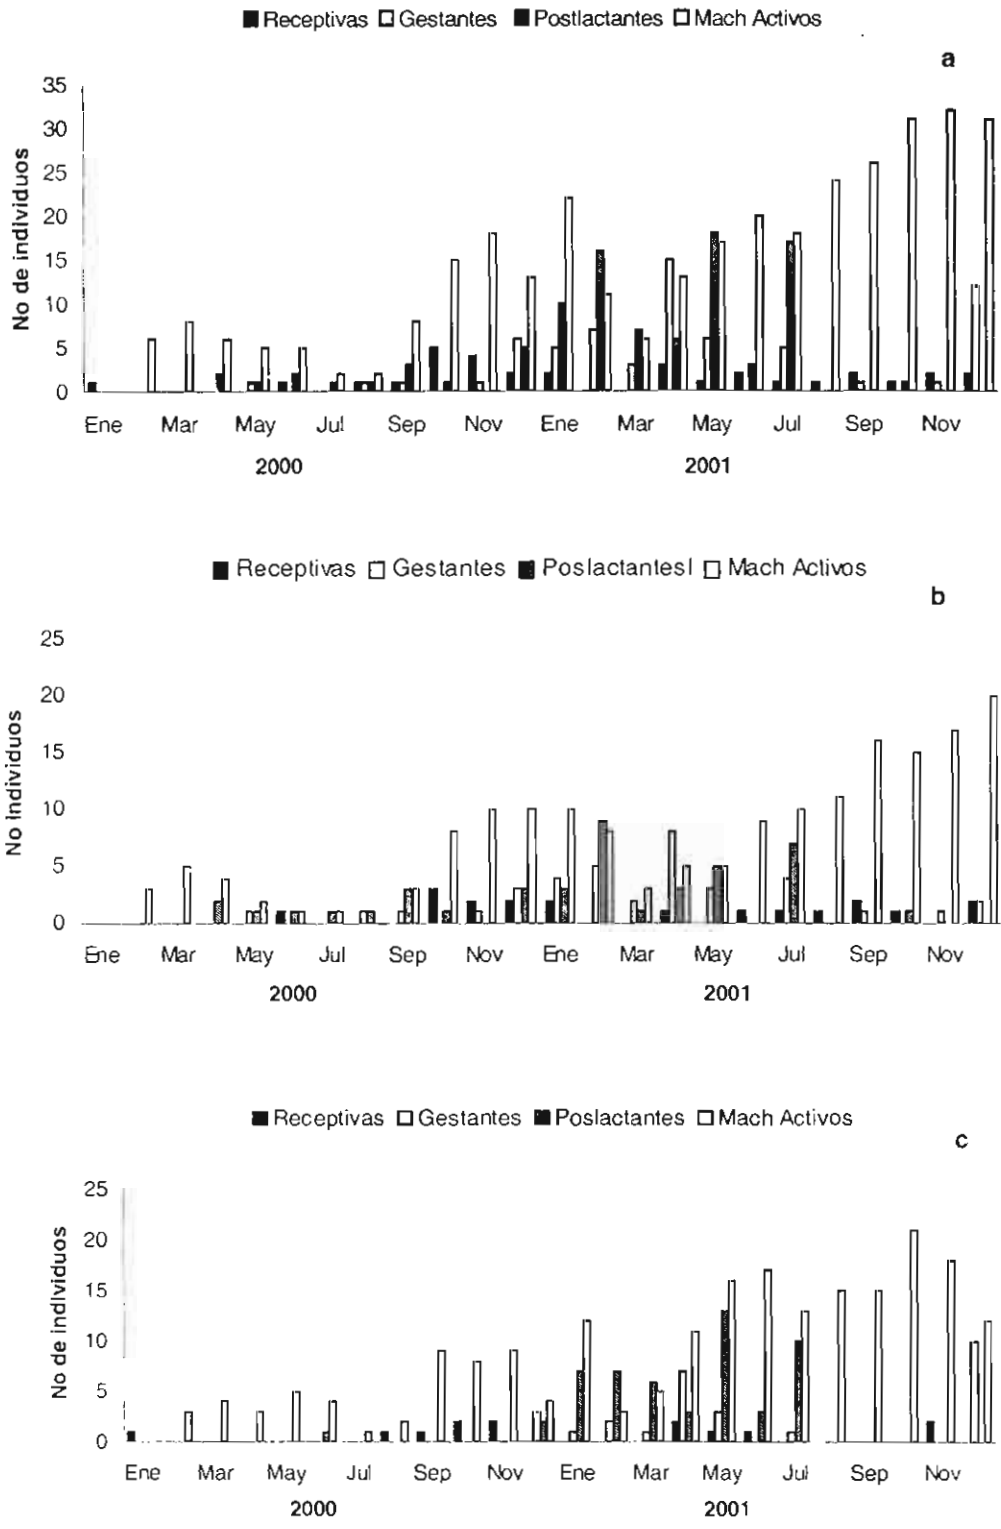 Receptivas Gestantes Postlactantes Mach Activos
a
35
30
25
20
15
10
5
0
No de individuos
Ene Mar May Jul Sep Nov Ene Mar May Jul Sep Nov
2000 2001
Receptivas Gestantes Poslactantesl Mach Activos
b
25
20
15
10
5
0
No individuos
Ene Mar May Jul Sep Nov Ene Mar May Jul Sep Nov
2000 2001
Receptivas Gestantes Poslactantes Mach Activos
c
25
20
15
10
5
0
No de individuos
Ene Mar May Jul Sep Nov Ene Mar May Jul Sep Nov
2000 2001